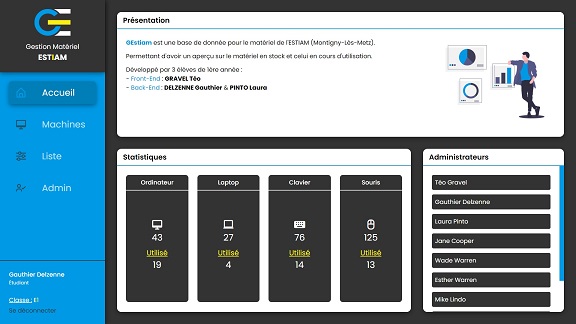 Gestion Matériel
ESTIAM
Accueil
Machines
Liste
Admin
Gauthier Delzenne
Étudiant
Classe : E1
Se déconnecter
Présentation
GEstiam est une base de donnée pour le matériel de l'ESTIAM (Montigny-Lès-Metz).
Permettant d'avoir un aperçu sur le matériel en stock et celui en cours d'utilisation.
Développé par 3 élèves de 1ère année :
- Front-End : GRAVEL Téo
- Back-End : DELZENNE Gauthier & PINTO Laura
Statistiques
Ordinateur
43
Utilisé
19
Laptop
27
Utilisé
4
Clavier
76
Utilisé
14
Souris
125
Utilisé
13
Administrateurs
Téo Gravel
Gauthier Delzenne
Laura Pinto
Jane Cooper
Wade Warren
Esther Warren
Mike Lindo